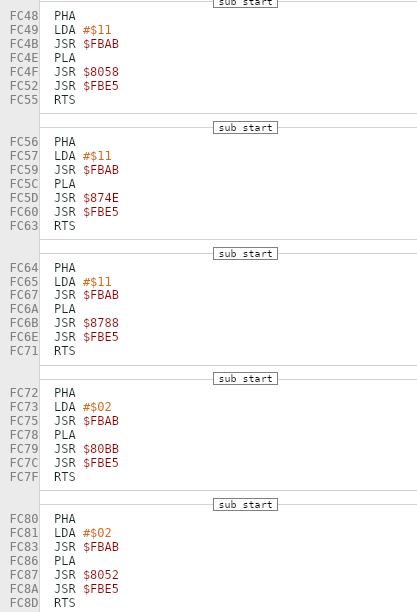 sub start
FC48 PHA
FC49 LDA #$11
FC4B JSR $FBAB
FC4E PLA
FC4F JSR $8058
FC52 JSR $FBE5
FC55 RTS
sub start
FC56 PHA
FC57 LDA #$11
FC59 JSR $FBAB
FC5C PLA
FC5D JSR $874E
FC60 JSR $FBE5
FC63 RTS
sub start
FC64 PHA
FC65 LDA #$11
FC67 JSR $FBAB
FC6A PLA
FC6B JSR $8788
FC6E JSR $FBE5
FC71 RTS
sub start
FC72 PHA
FC73 LDA #$02
FC75 JSR $FBAB
FC78 PLA
FC79 JSR $80BB
FC7C JSR $FBE5
FC7F RTS
sub start
FC80 PHA
FC81 LDA #$02
FC83 JSR $FBAB
FC86 PLA
FC87 JSR $8052
FC8A JSR $FBE5
FC8D RTS